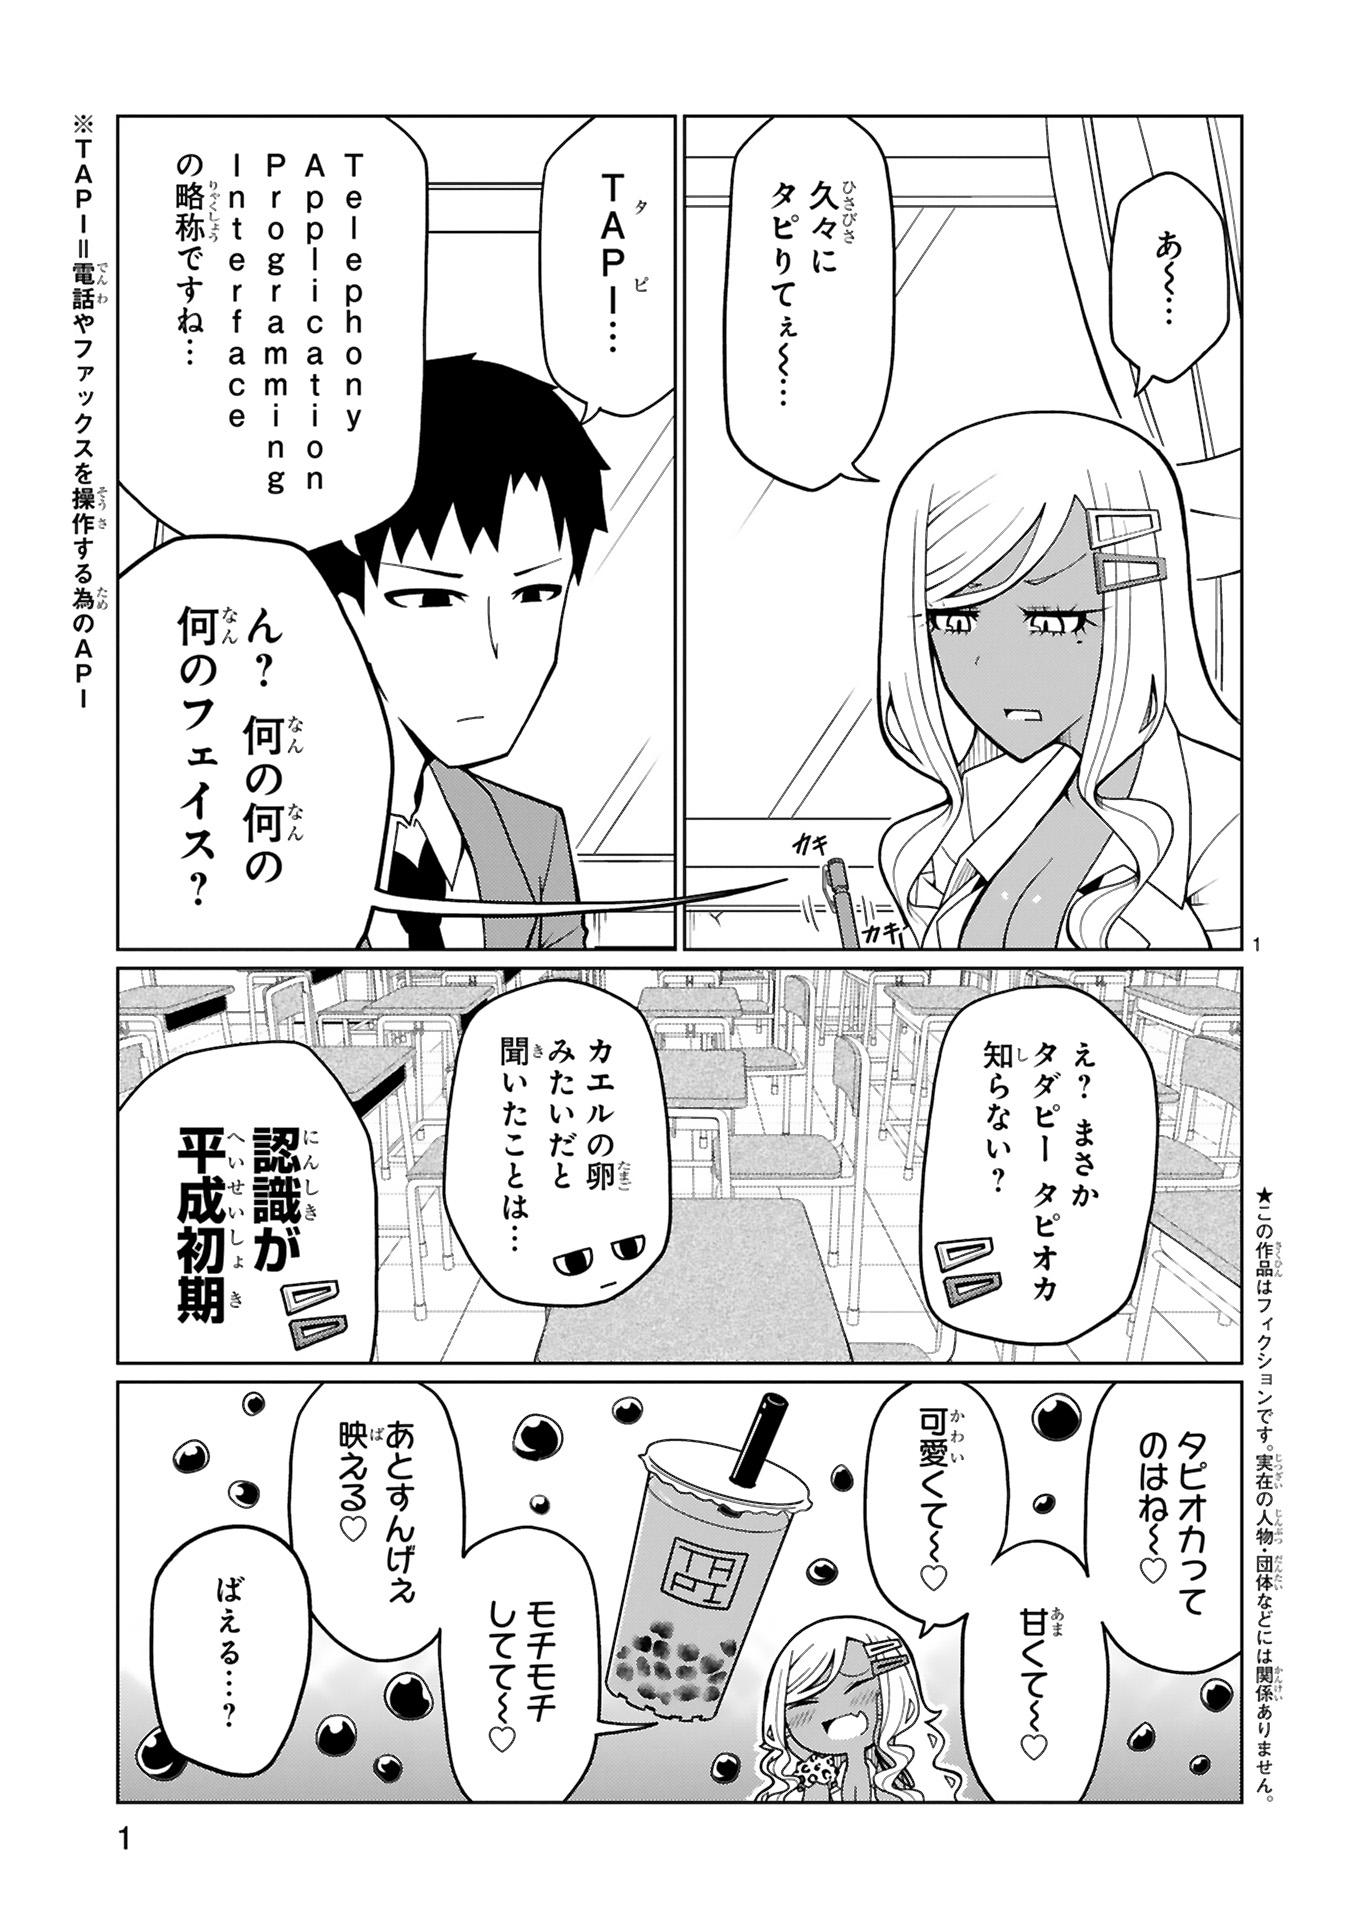 あ〜…
久々に
タピりてぇ〜…
カキ
カキ
TAPI…
Telephony
Application
Programming
Interface
の略称ですね…
ん？何の何の
何のフェイス？
※TAPI＝電話やファックスを操作する為のAPI
1
え？まさか
タダピー タピオカ
知らない？
カエルの卵
みたいだと
聞いたことは…
認識が
平成初期
タピオカって
のはね〜♡
可愛くて〜♡
甘くて〜♡
TAPI
モチモチ
してて〜♡
あとすんげえ
映える♡
ばえる…？
★この作品はフィクションです。実在の人物・団体などには関係ありません。
1